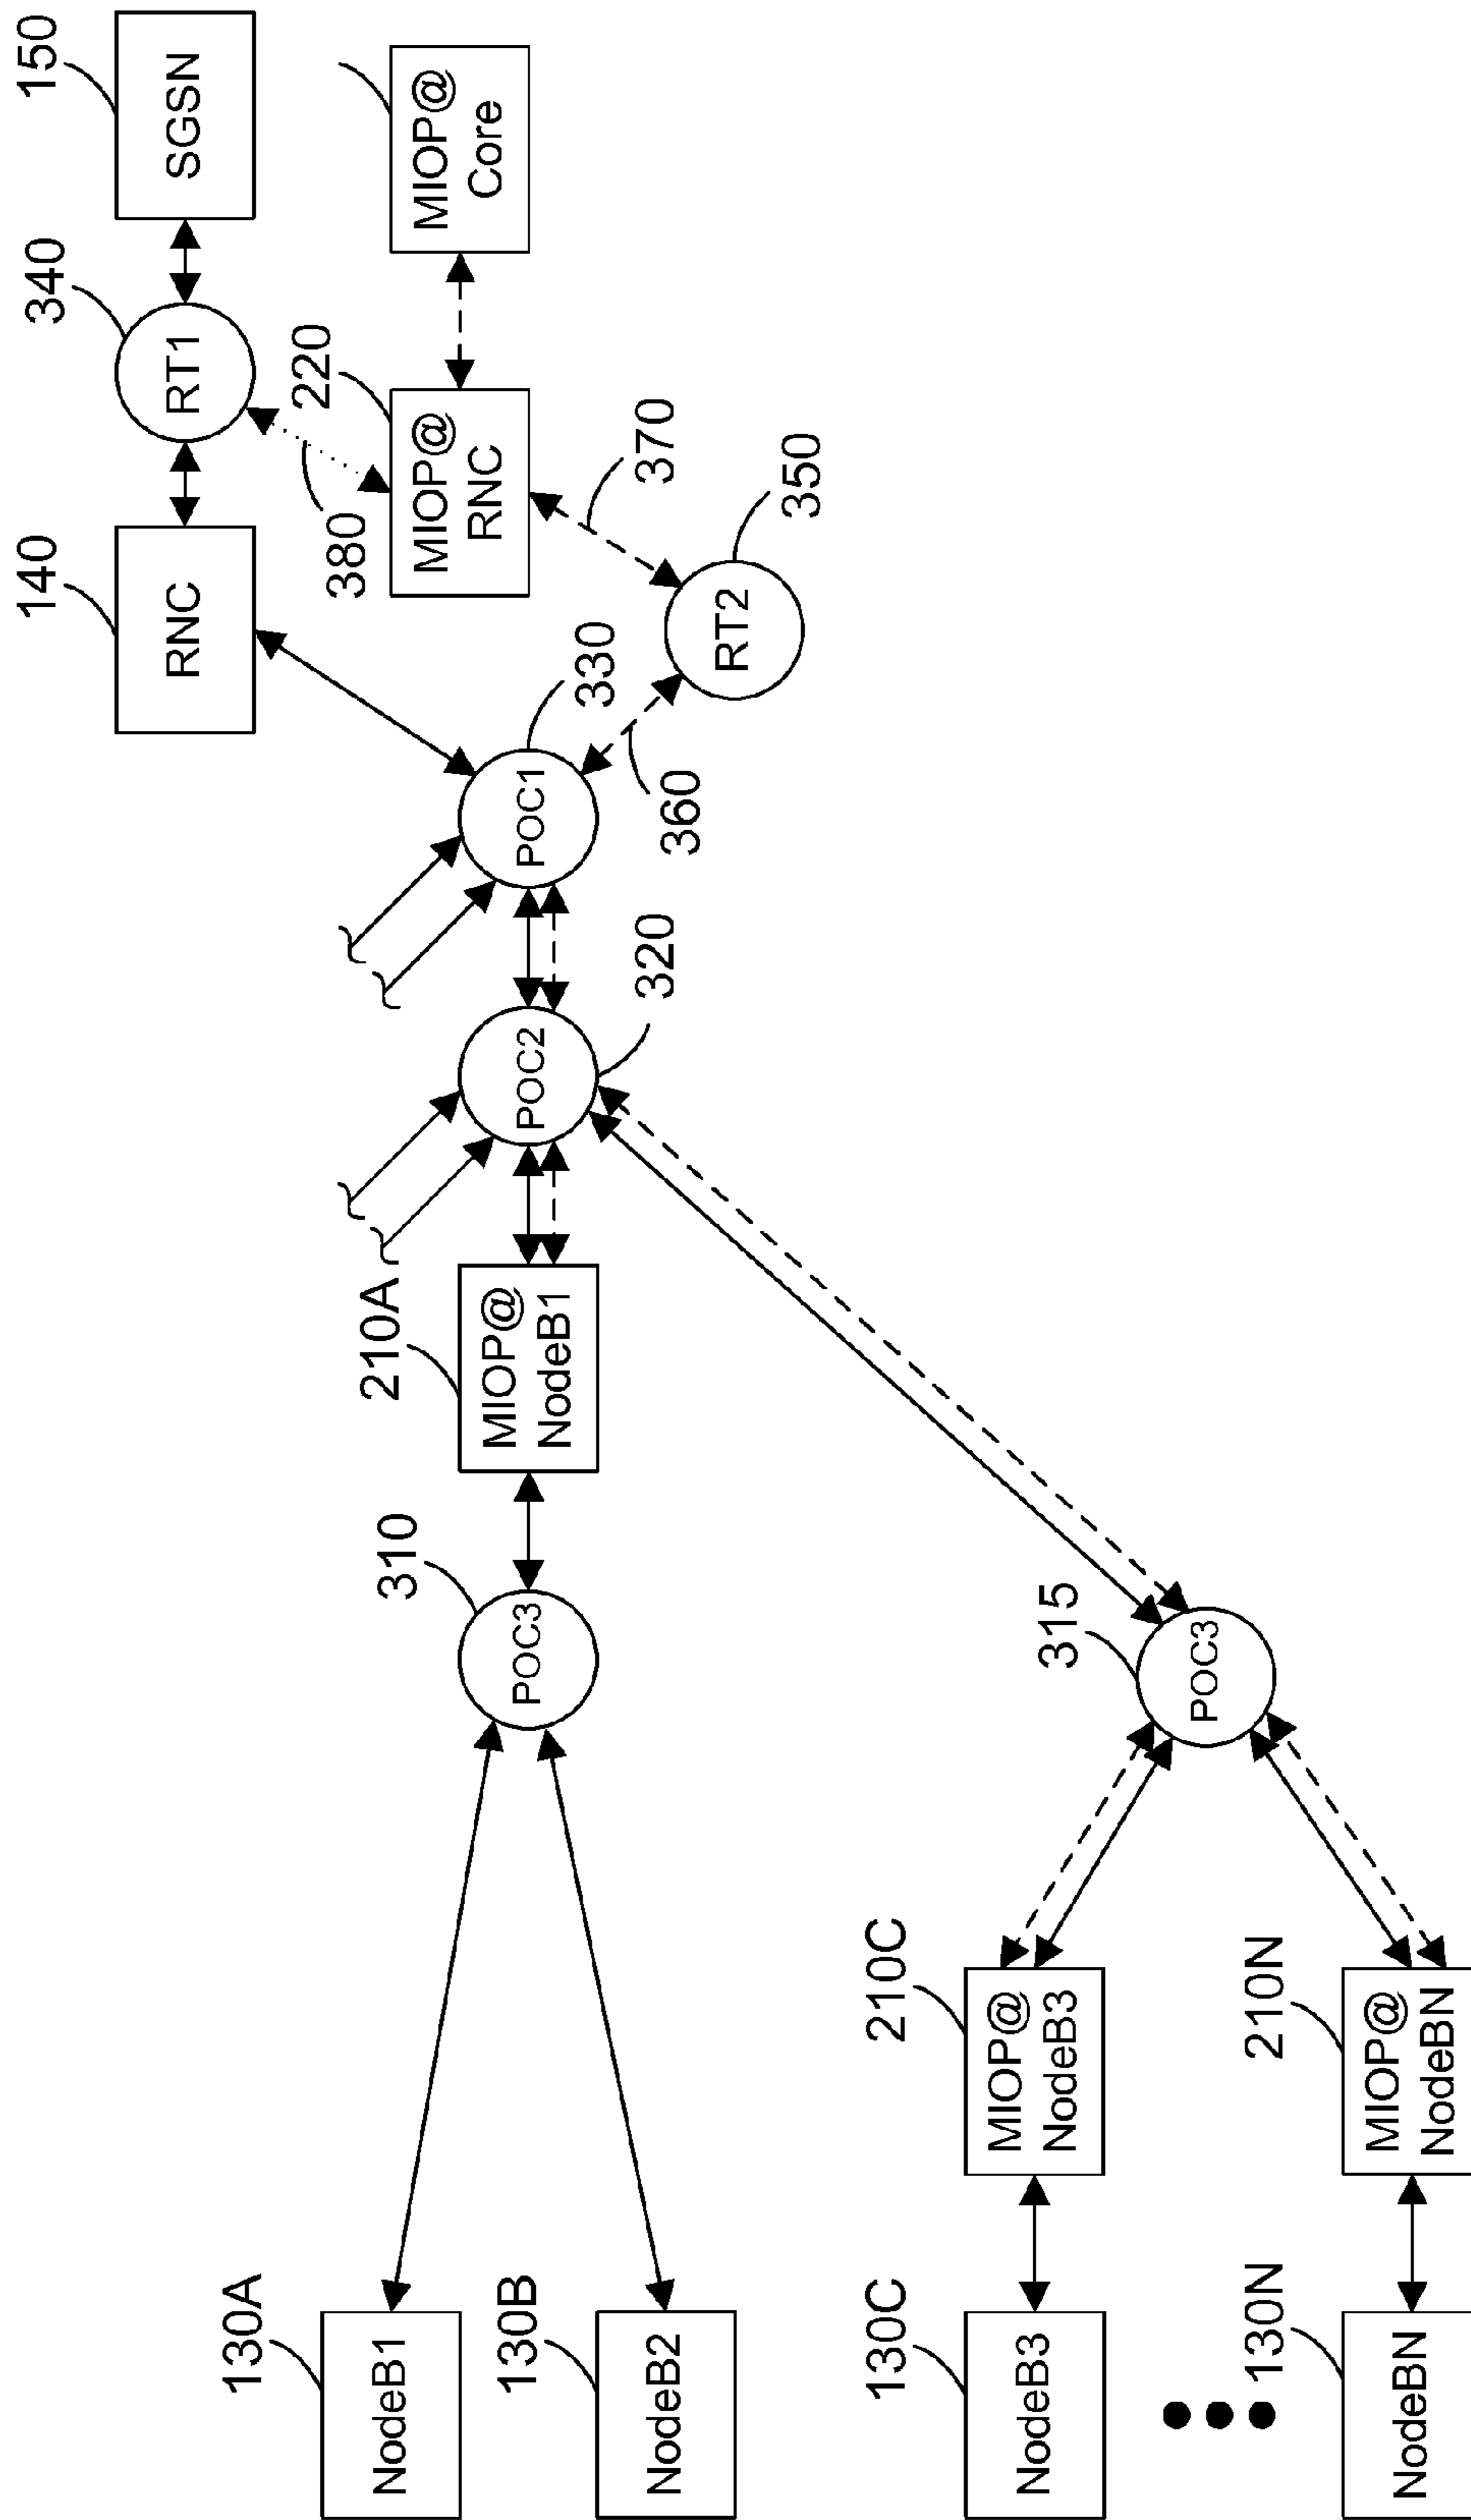 130A
NodeB1
130B
NodeB2
130C
NodeB3
130N
NodeBN
310
POC3
210A
MIOP@
NodeB1
210C
MIOP@
NodeB3
210N
MIOP@
NodeBN
315
POC3
POC2
320
POC1
330
360
RT2
350
370
140
RNC
380
220
MIOP@
RNC
340
RT1
150
SGSN
MIOP@
Core